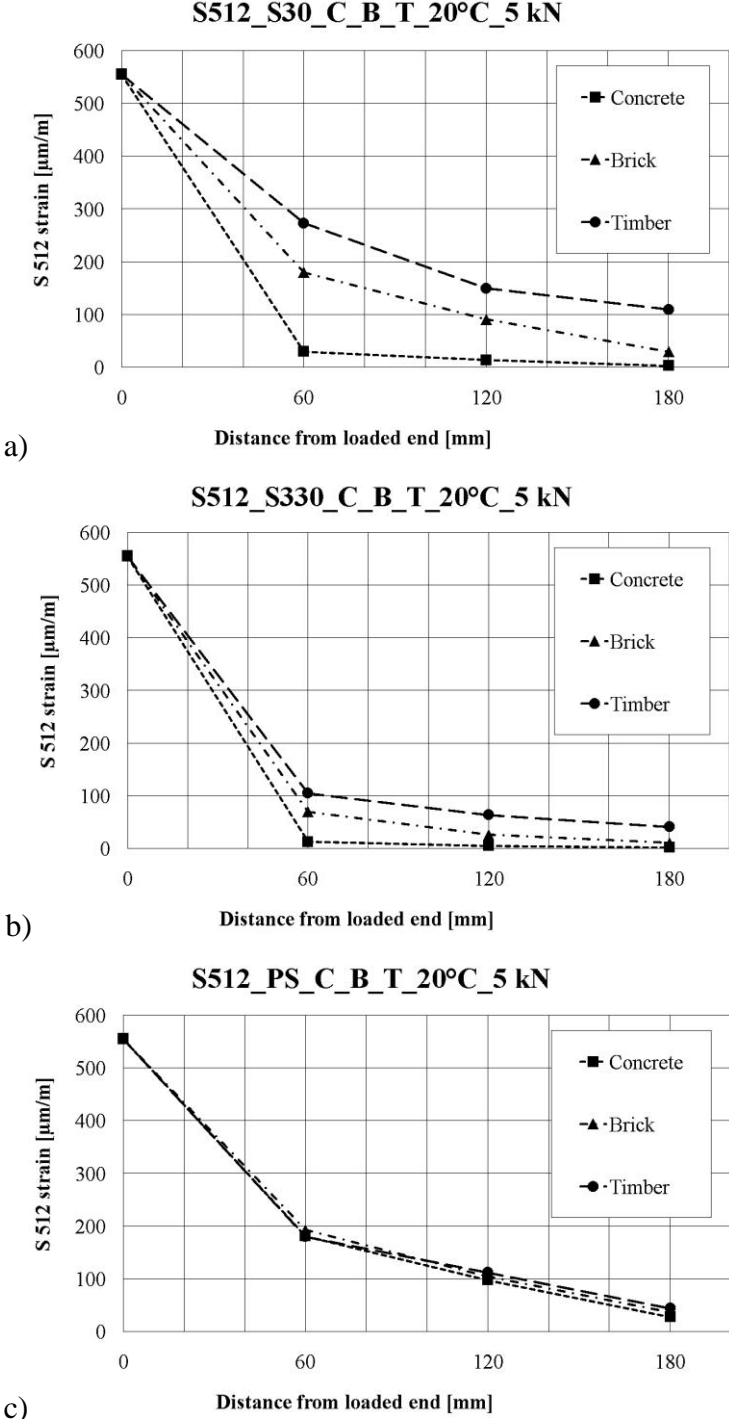 S512_S30_C_B_T_20°C_5 kN
600
500
400
300
200
100
0
S 512 strain [µm/m]
Concrete
Brick
Timber
0 60 120 180
Distance from loaded end [mm]
a)
S512_S330_C_B_T_20°C_5 kN
600
500
400
300
200
100
0
S 512 strain [µm/m]
Concrete
Brick
Timber
0 60 120 180
Distance from loaded end [mm]
b)
S512_PS_C_B_T_20°C_5 kN
600
500
400
300
200
100
0
S 512 strain [µm/m]
Concrete
Brick
Timber
0 60 120 180
Distance from loaded end [mm]
c)